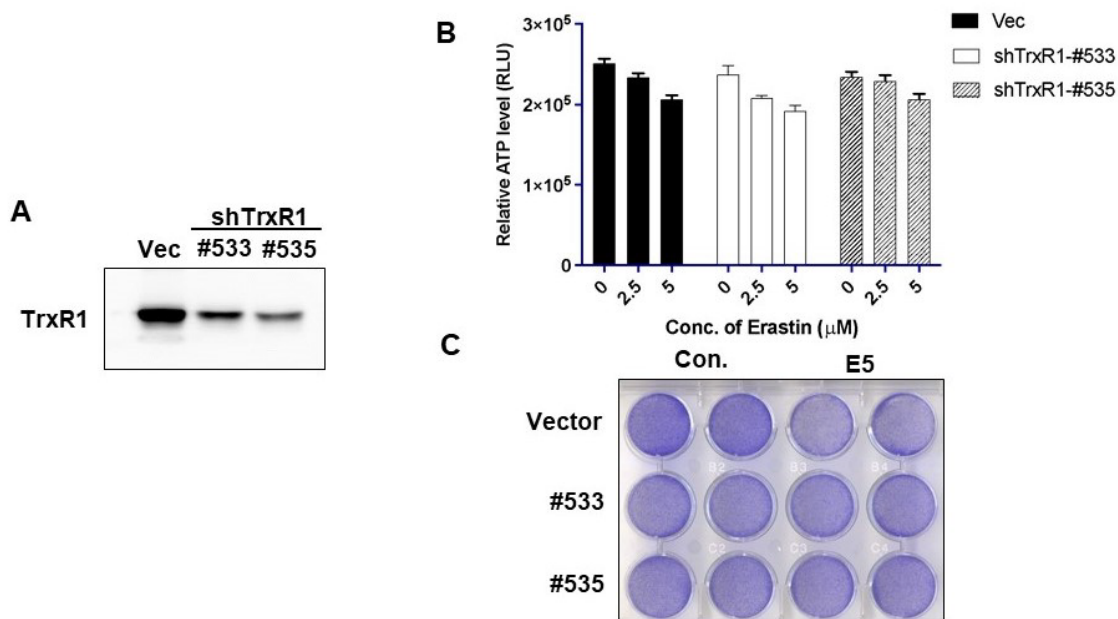 A
shTrxR1
Vec #533 #535
TrxR1
B
Relative ATP level (RLU)
3×10⁵
2×10⁵
1×10⁵
0
0 2.5 5 0 2.5 5 0 2.5 5
Conc. of Erastin (μM)
Vec
shTrxR1-#533
shTrxR1-#535
C
Con. E5
Vector
#533
#535
B2 B3 B4
C2 C3 C4